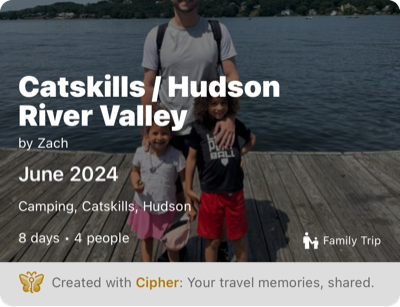 Catskills / Hudson
River Valley
by Zach
June 2024
Camping, Catskills, Hudson
8 days • 4 people
Family Trip
BALL
Created with Cipher: Your travel memories, shared.